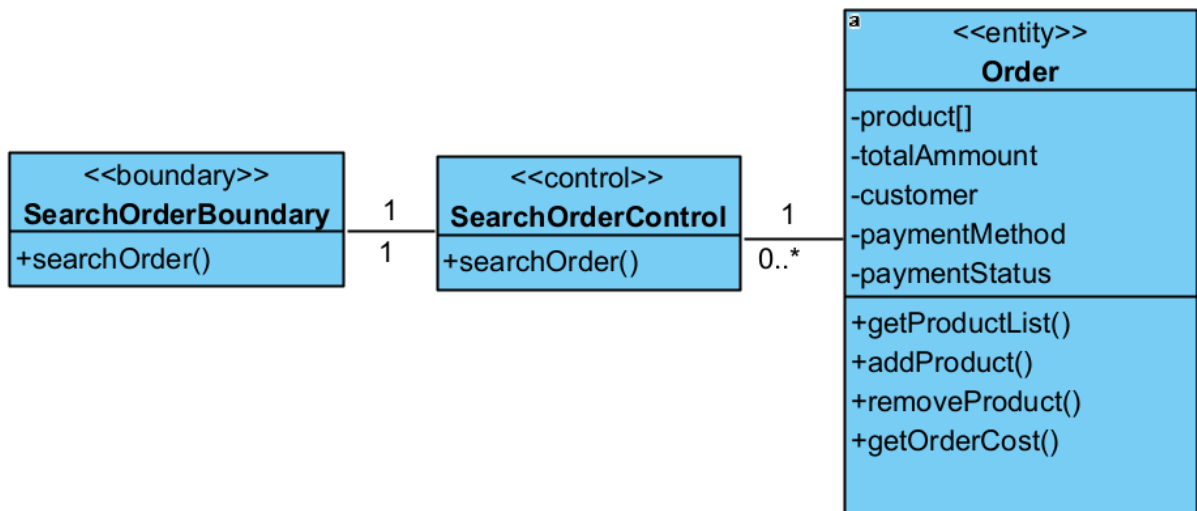 <<boundary>>
SearchOrderBoundary
+searchOrder()
1
1
<<control>>
SearchOrderControl
+searchOrder()
1
0..*
a
<<entity>>
Order
-product[]
-totalAmmount
-customer
-paymentMethod
-paymentStatus
+getProductList()
+addProduct()
+removeProduct()
+getOrderCost()